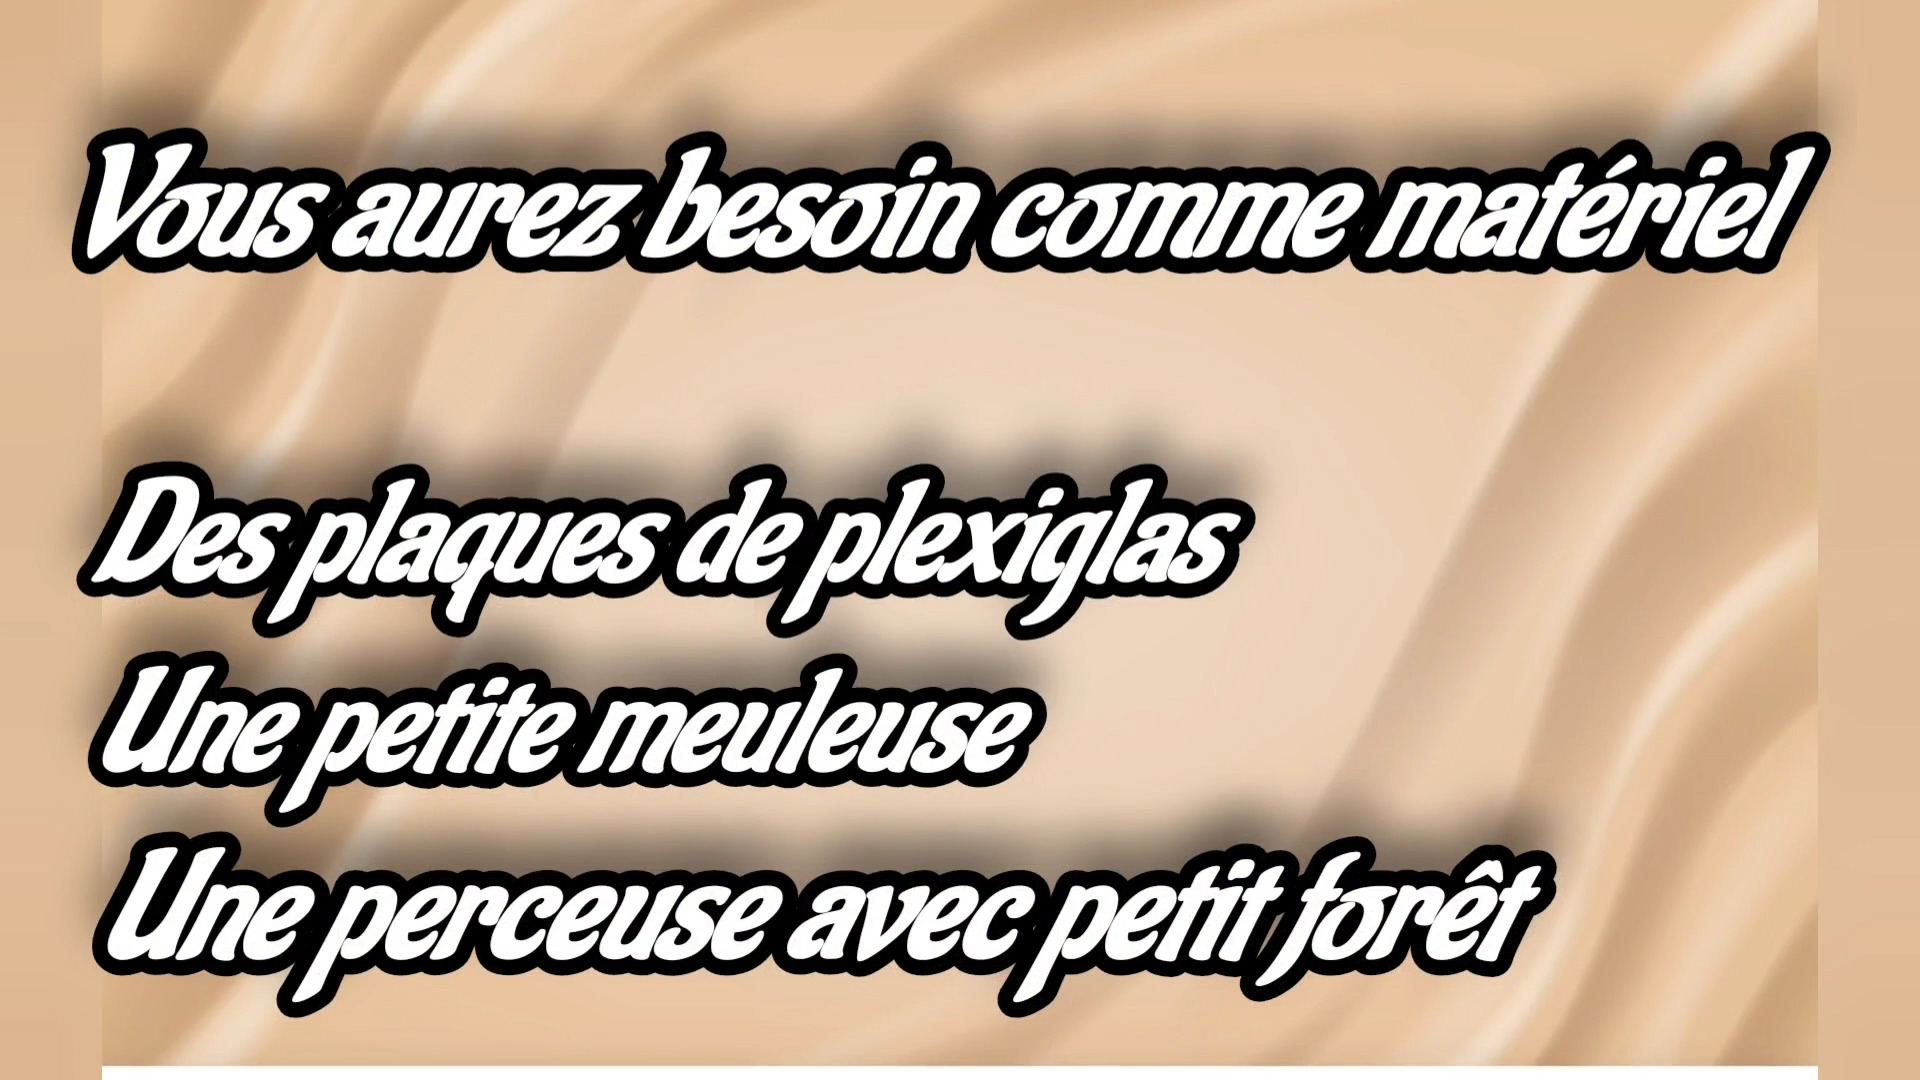 Vous aurez besoin comme matériel
Des plaques de plexiglas
Une petite meuleuse
Une perceuse avec petit forêt